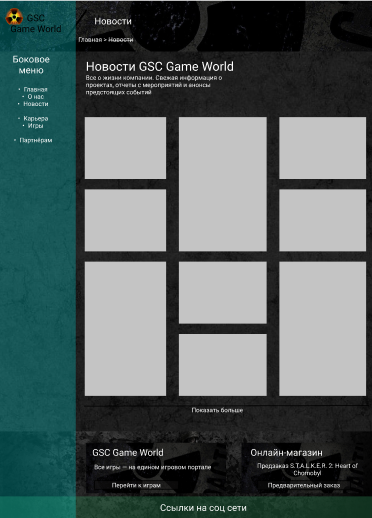 GSC
Game World
Новости
Главная > Новости
Боковое
меню
• Главная
• О нас
• Новости
• Карьера
• Игры
• Партнёрам
Новости GSC Game World
Все о жизни компании. Свежая информация о
проектах, отчеты с мероприятий и анонсы
предстоящих событий
Показать больше
GSC Game World
Все игры — на едином игровом портале
Перейти к играм
Онлайн-магазин
Предзаказ S.T.A.L.K.E.R. 2: Heart of
Chornobyl
Предварительный заказ
Ссылки на соц сети